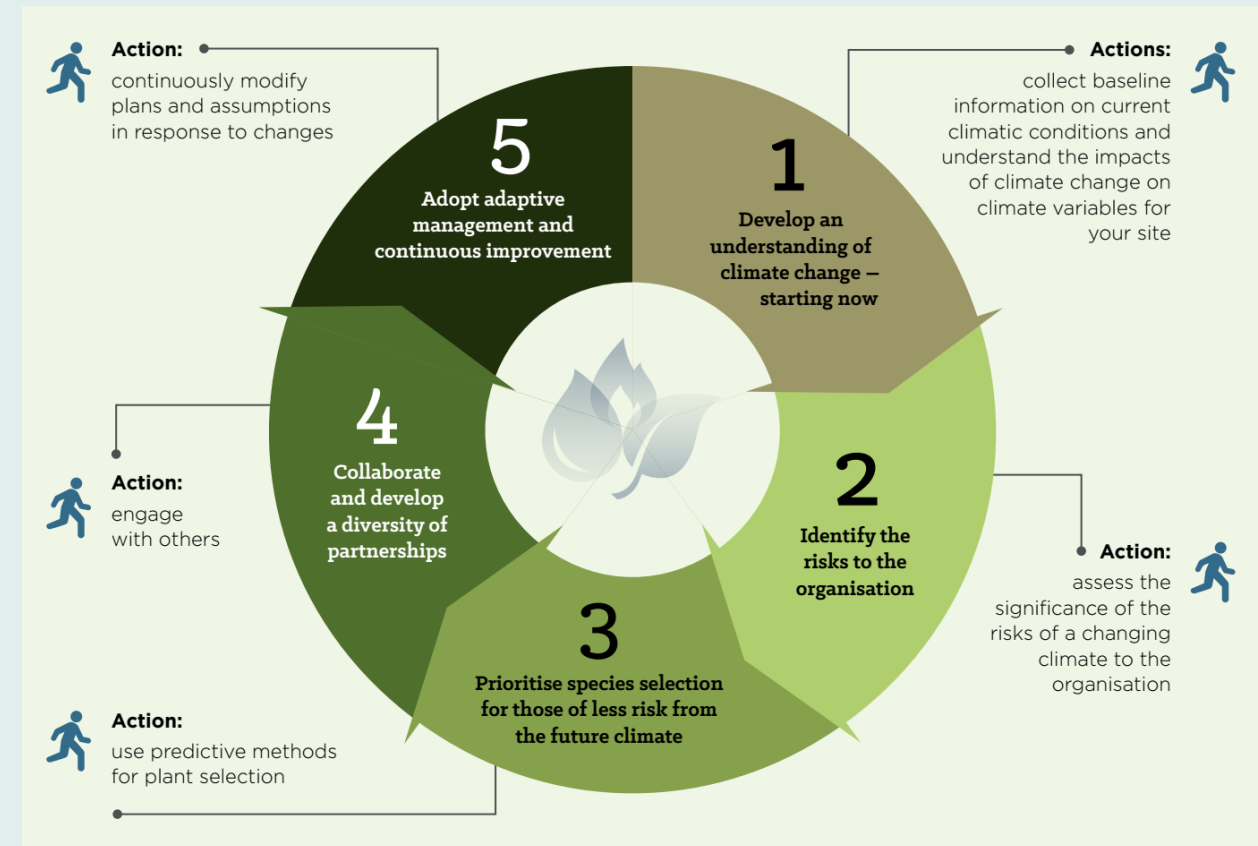 Action:
continuously modify
plans and assumptions
in response to changes
Actions:
collect baseline
information on current
climatic conditions and
understand the impacts
of climate change on
climate variables for
your site
5
Adopt adaptive
management and
continuous improvement
1
Develop an
understanding of
climate change –
starting now
4
Collaborate
and develop
a diversity of
partnerships
2
Identify the
risks to the
organisation
Action:
engage
with others
Action:
assess the
significance of the
risks of a changing
climate to the
organisation
3
Prioritise species selection
for those of less risk from
the future climate
Action:
use predictive methods
for plant selection